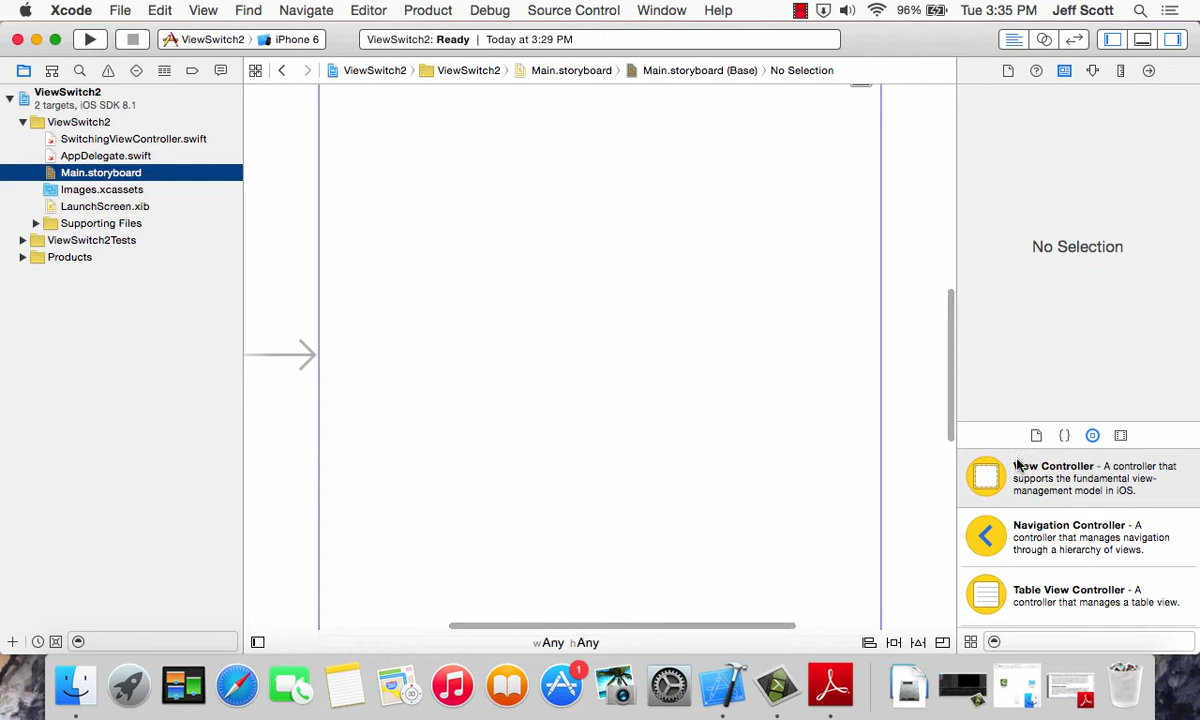 Xcode File Edit View Find Navigate Editor Product Debug Source Control Window Help 96% Tue 3:35 PM Jeff Scott
ViewSwitch2 iPhone 6 ViewSwitch2: Ready | Today at 3:29 PM
ViewSwitch2 ViewSwitch2 Main.storyboard Main.storyboard (Base) No Selection
ViewSwitch2
2 targets, iOS SDK 8.1
ViewSwitch2
SwitchingViewController.swift
AppDelegate.swift
Main.storyboard
Images.xcassets
LaunchScreen.xib
Supporting Files
ViewSwitch2Tests
Products
No Selection
View Controller - A controller that
supports the fundamental view-
management model in iOS.
Navigation Controller - A
controller that manages navigation
through a hierarchy of views.
Table View Controller - A
controller that manages a table view.
wAny hAny
1